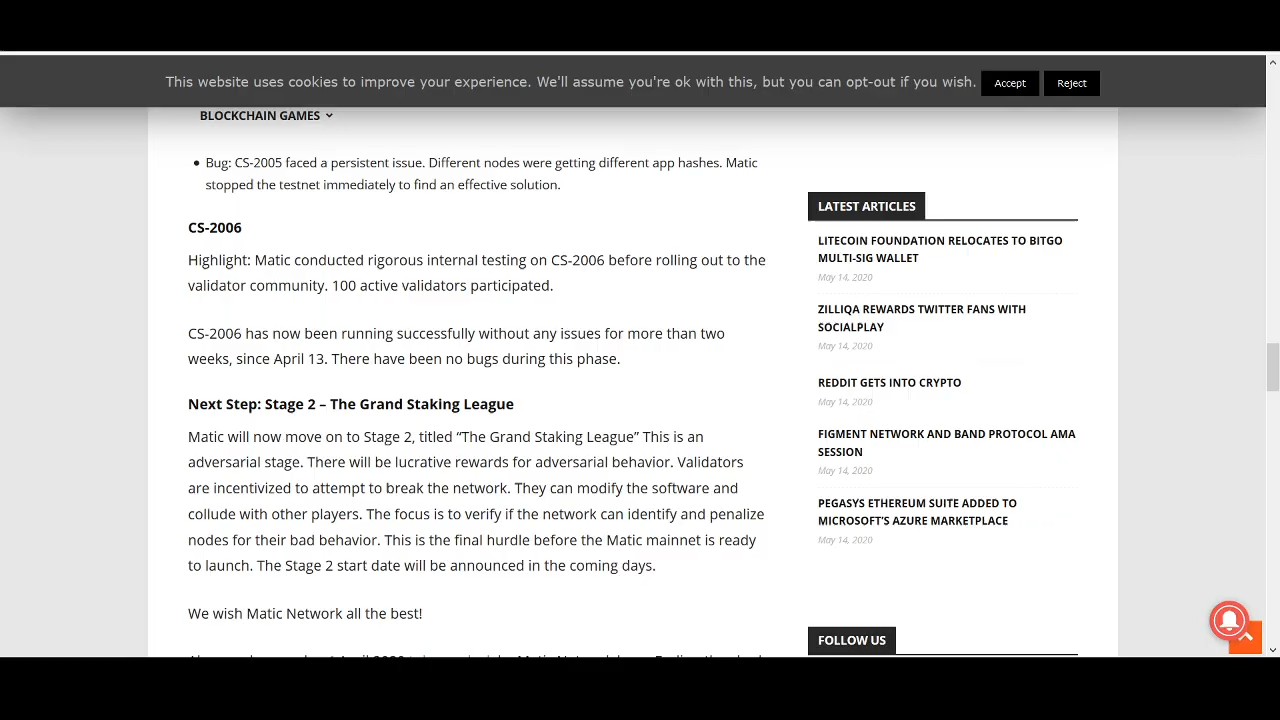 This website uses cookies to improve your experience. We'll assume you're ok with this, but you can opt-out if you wish.
Accept
Reject
BLOCKCHAIN GAMES
• Bug: CS-2005 faced a persistent issue. Different nodes were getting different app hashes. Matic
stopped the testnet immediately to find an effective solution.
CS-2006
Highlight: Matic conducted rigorous internal testing on CS-2006 before rolling out to the
validator community. 100 active validators participated.
CS-2006 has now been running successfully without any issues for more than two
weeks, since April 13. There have been no bugs during this phase.
Next Step: Stage 2 – The Grand Staking League
Matic will now move on to Stage 2, titled “The Grand Staking League” This is an
adversarial stage. There will be lucrative rewards for adversarial behavior. Validators
are incentivized to attempt to break the network. They can modify the software and
collude with other players. The focus is to verify if the network can identify and penalize
nodes for their bad behavior. This is the final hurdle before the Matic mainnet is ready
to launch. The Stage 2 start date will be announced in the coming days.
We wish Matic Network all the best!
LATEST ARTICLES
LITECOIN FOUNDATION RELOCATES TO BITGO
MULTI-SIG WALLET
May 14, 2020
ZILLIQA REWARDS TWITTER FANS WITH
SOCIALPLAY
May 14, 2020
REDDIT GETS INTO CRYPTO
May 14, 2020
FIGMENT NETWORK AND BAND PROTOCOL AMA
SESSION
May 14, 2020
PEGASYS ETHEREUM SUITE ADDED TO
MICROSOFT'S AZURE MARKETPLACE
May 14, 2020
FOLLOW US